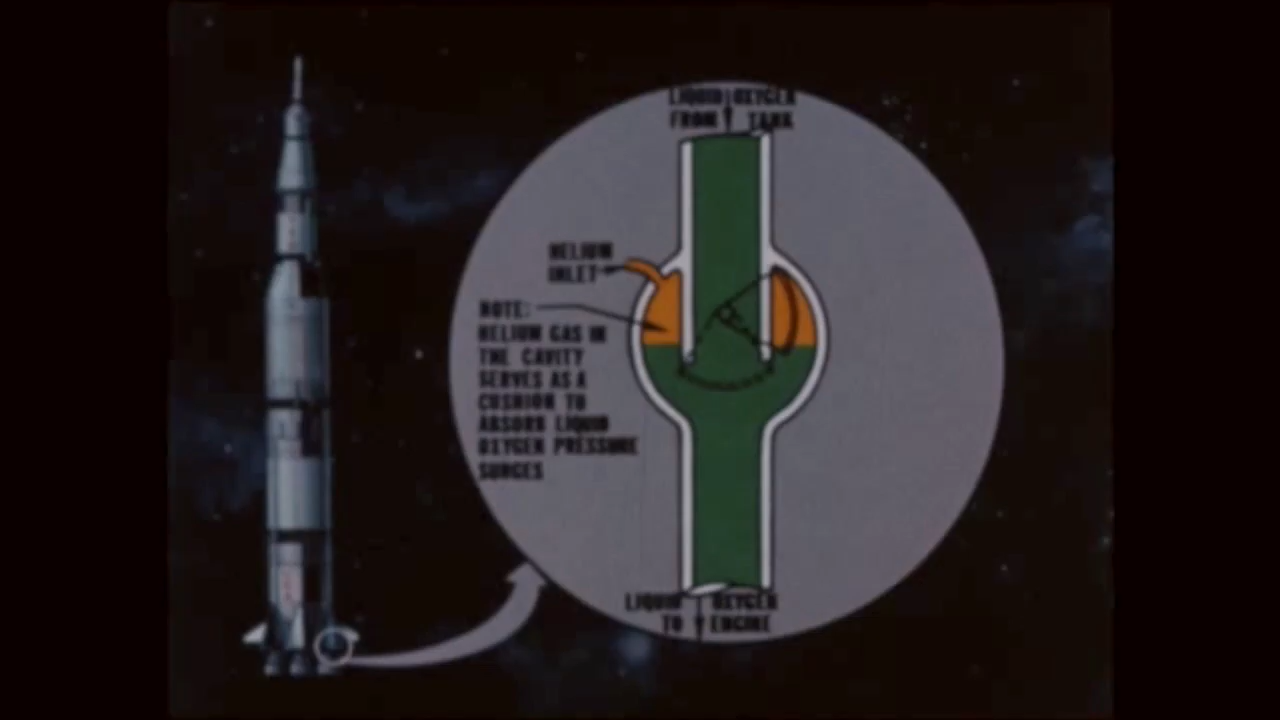 LIQUID OXYGEN
FROM TANK
HELIUM
INLET
NOTE:
HELIUM GAS IN
THE CAVITY
SERVES AS A
CUSHION TO
ABSORB LIQUID
OXYGEN PRESSURE
SURGES
LIQUID OXYGEN
TO ENGINE